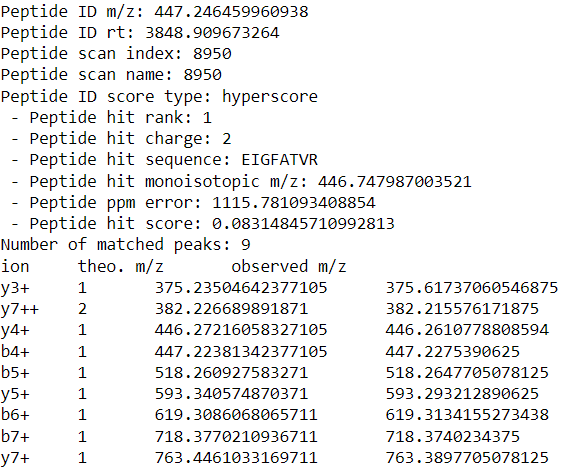 Peptide ID m/z: 447.246459960938
Peptide ID rt: 3848.909673264
Peptide scan index: 8950
Peptide scan name: 8950
Peptide ID score type: hyperscore
- Peptide hit rank: 1
- Peptide hit charge: 2
- Peptide hit sequence: EIGFATVR
- Peptide hit monoisotopic m/z: 446.747987003521
- Peptide ppm error: 1115.781093408854
- Peptide hit score: 0.08314845710992813
Number of matched peaks: 9
ion theo. m/z observed m/z
y3+ 1 375.23504642377105 375.61737060546875
y7++ 2 382.226689891871 382.215576171875
y4+ 1 446.27216058327105 446.2610778808594
b4+ 1 447.22381342377105 447.2275390625
b5+ 1 518.260927583271 518.2647705078125
y5+ 1 593.340574870371 593.293212890625
b6+ 1 619.3086068065711 619.3134155273438
b7+ 1 718.3770210936711 718.3740234375
y7+ 1 763.4461033169711 763.3897705078125